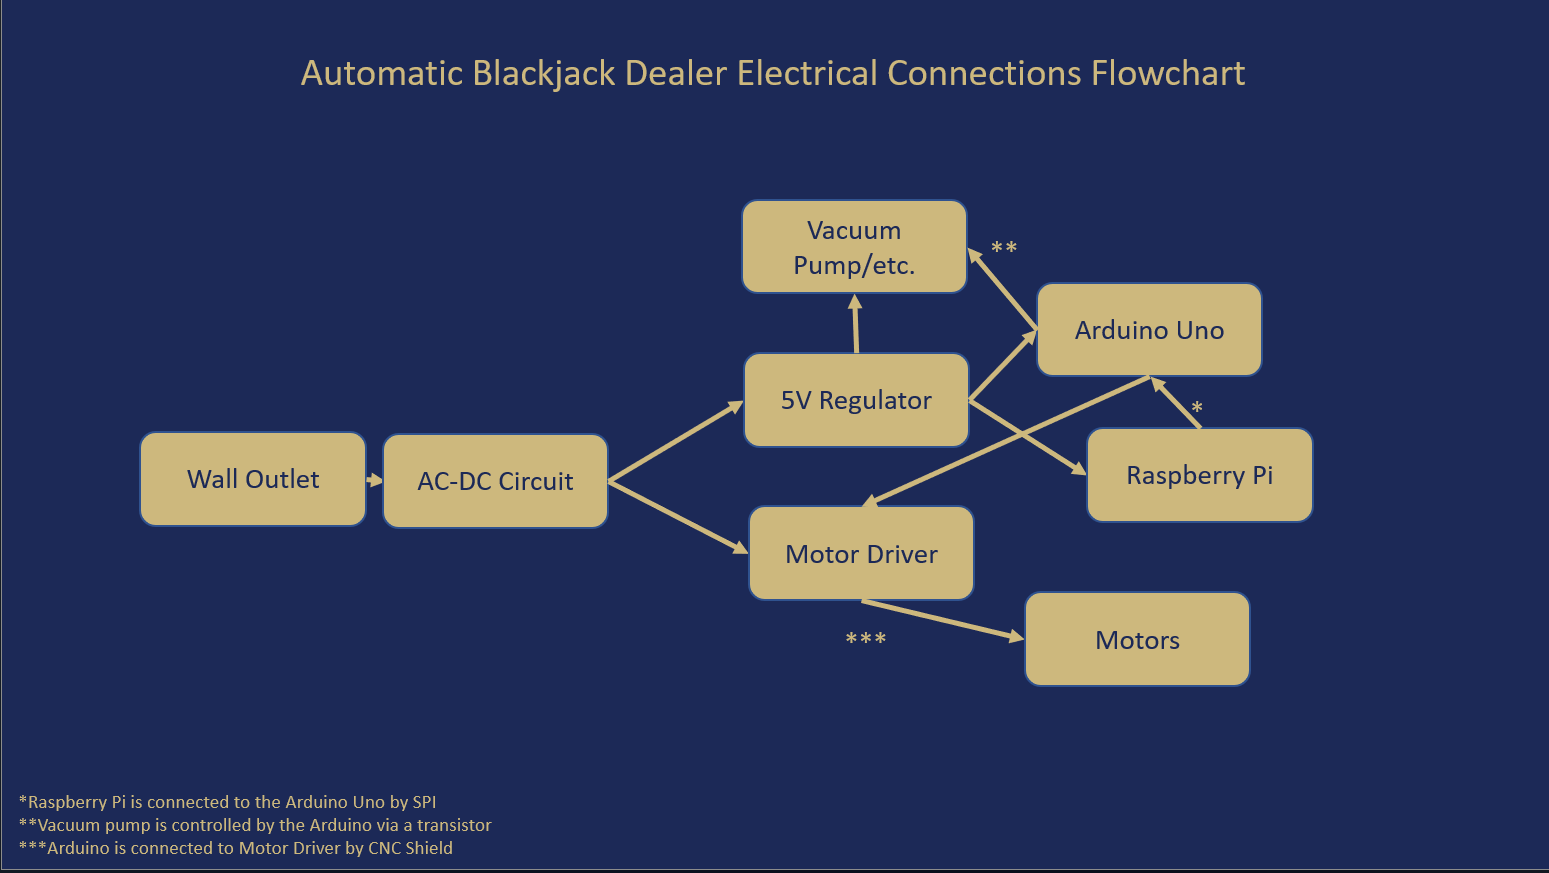 Automatic Blackjack Dealer Electrical Connections Flowchart
Vacuum
Pump/etc.
**
Arduino Uno
5V Regulator
*
Wall Outlet
AC-DC Circuit
Raspberry Pi
Motor Driver
***
Motors
*Raspberry Pi is connected to the Arduino Uno by SPI
**Vacuum pump is controlled by the Arduino via a transistor
***Arduino is connected to Motor Driver by CNC Shield